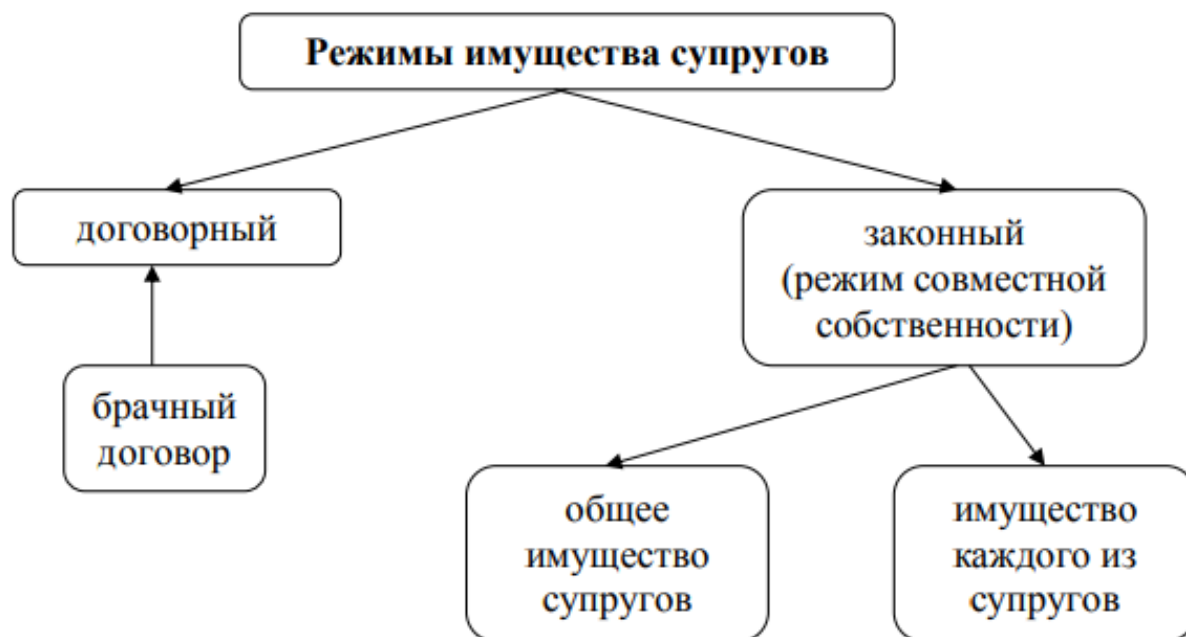 Режимы имущества супругов
договорный
законный
(режим совместной
собственности)
брачный
договор
общее
имущество
супругов
имущество
каждого из
супругов